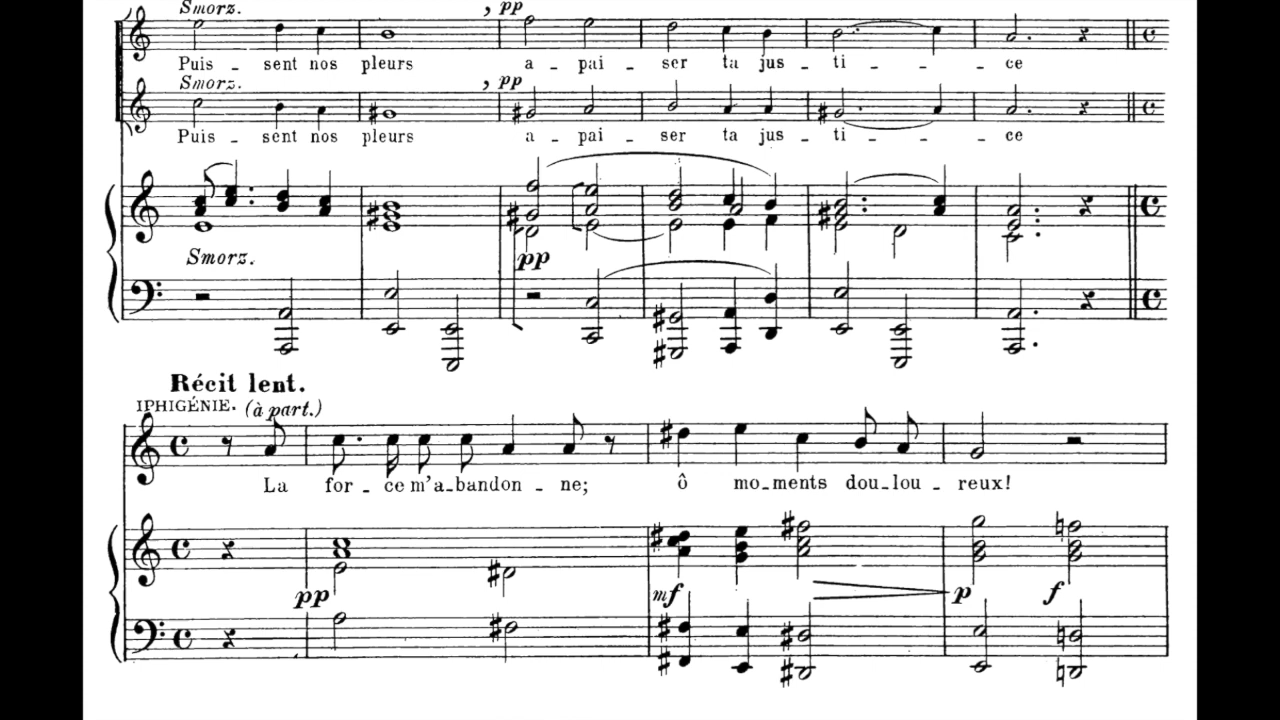 Smorz. , pp
Puis - sent nos pleurs a - pai - ser ta jus - ti - ce
Smorz. , pp
Puis - sent nos pleurs a - pai - ser ta jus - ti - ce
Smorz. pp
Récit lent.
IPHIGÉNIE. (à part.)
La for - ce m'a - bandon - ne; ô mo - ments dou - lou - reux!
pp mf p f